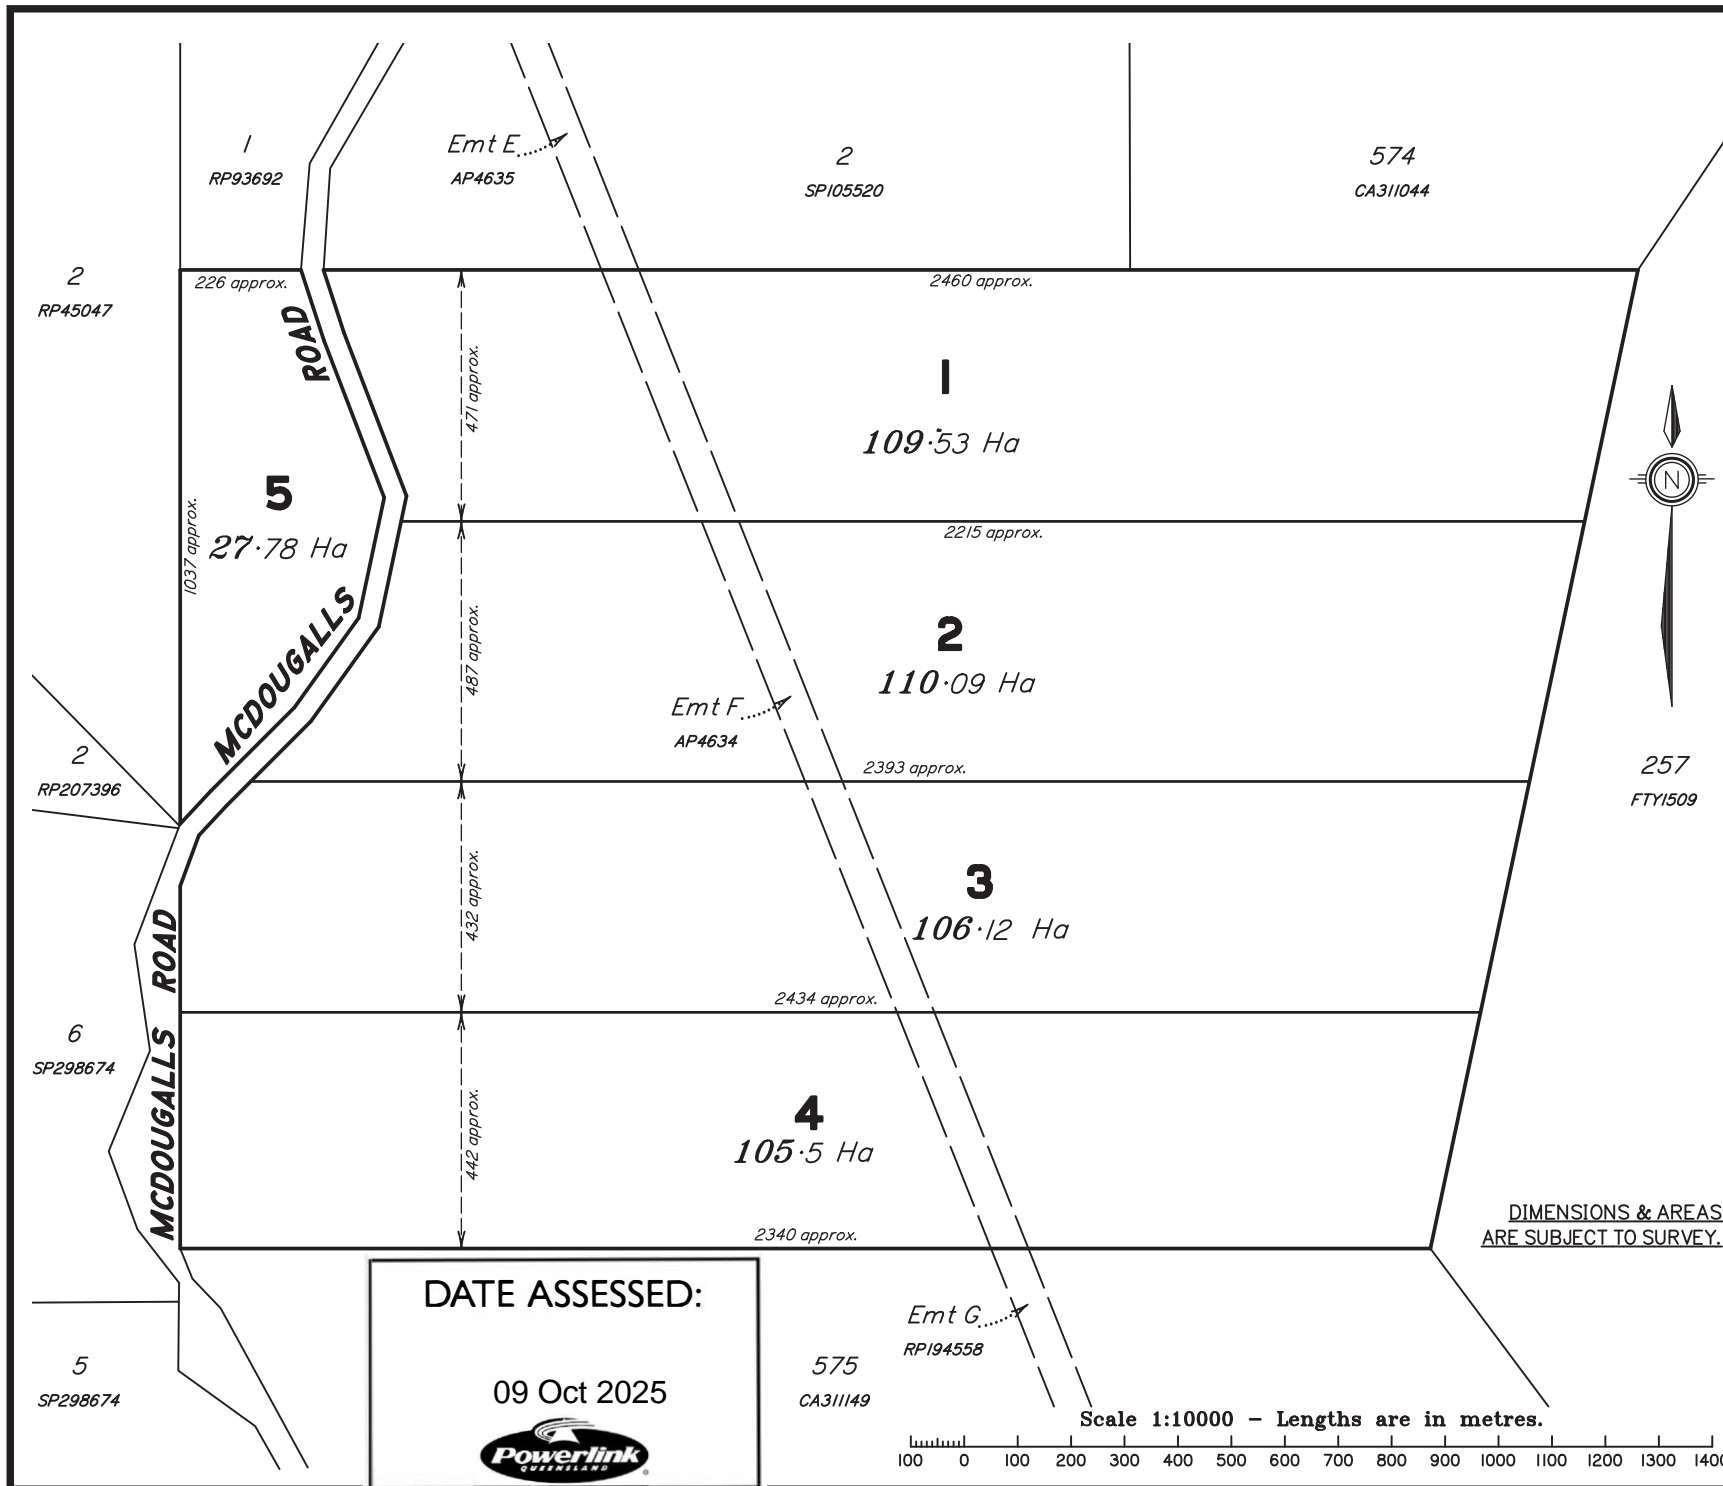 1
RP93692
Emt E
AP4635
2
SP105520
574
CA311044
2
RP45047
226 approx.
2460 approx.
ROAD
471 approx.
1
109·53 Ha
N
5
27·78 Ha
1037 approx.
2215 approx.
MCDOUGALLS
487 approx.
2
110·09 Ha
Emt F
AP4634
2
RP207396
2393 approx.
257
FTY1509
432 approx.
3
106·12 Ha
MCDOUGALLS ROAD
2434 approx.
6
SP298674
442 approx.
4
105·5 Ha
2340 approx.
DIMENSIONS & AREAS
ARE SUBJECT TO SURVEY.
DATE ASSESSED:
09 Oct 2025
Powerlink
QUEENSLAND
Emt G
RP194558
5
SP298674
575
CA311149
Scale 1:10000 – Lengths are in metres.
100 0 100 200 300 400 500 600 700 800 900 1000 1100 1200 1300 1400